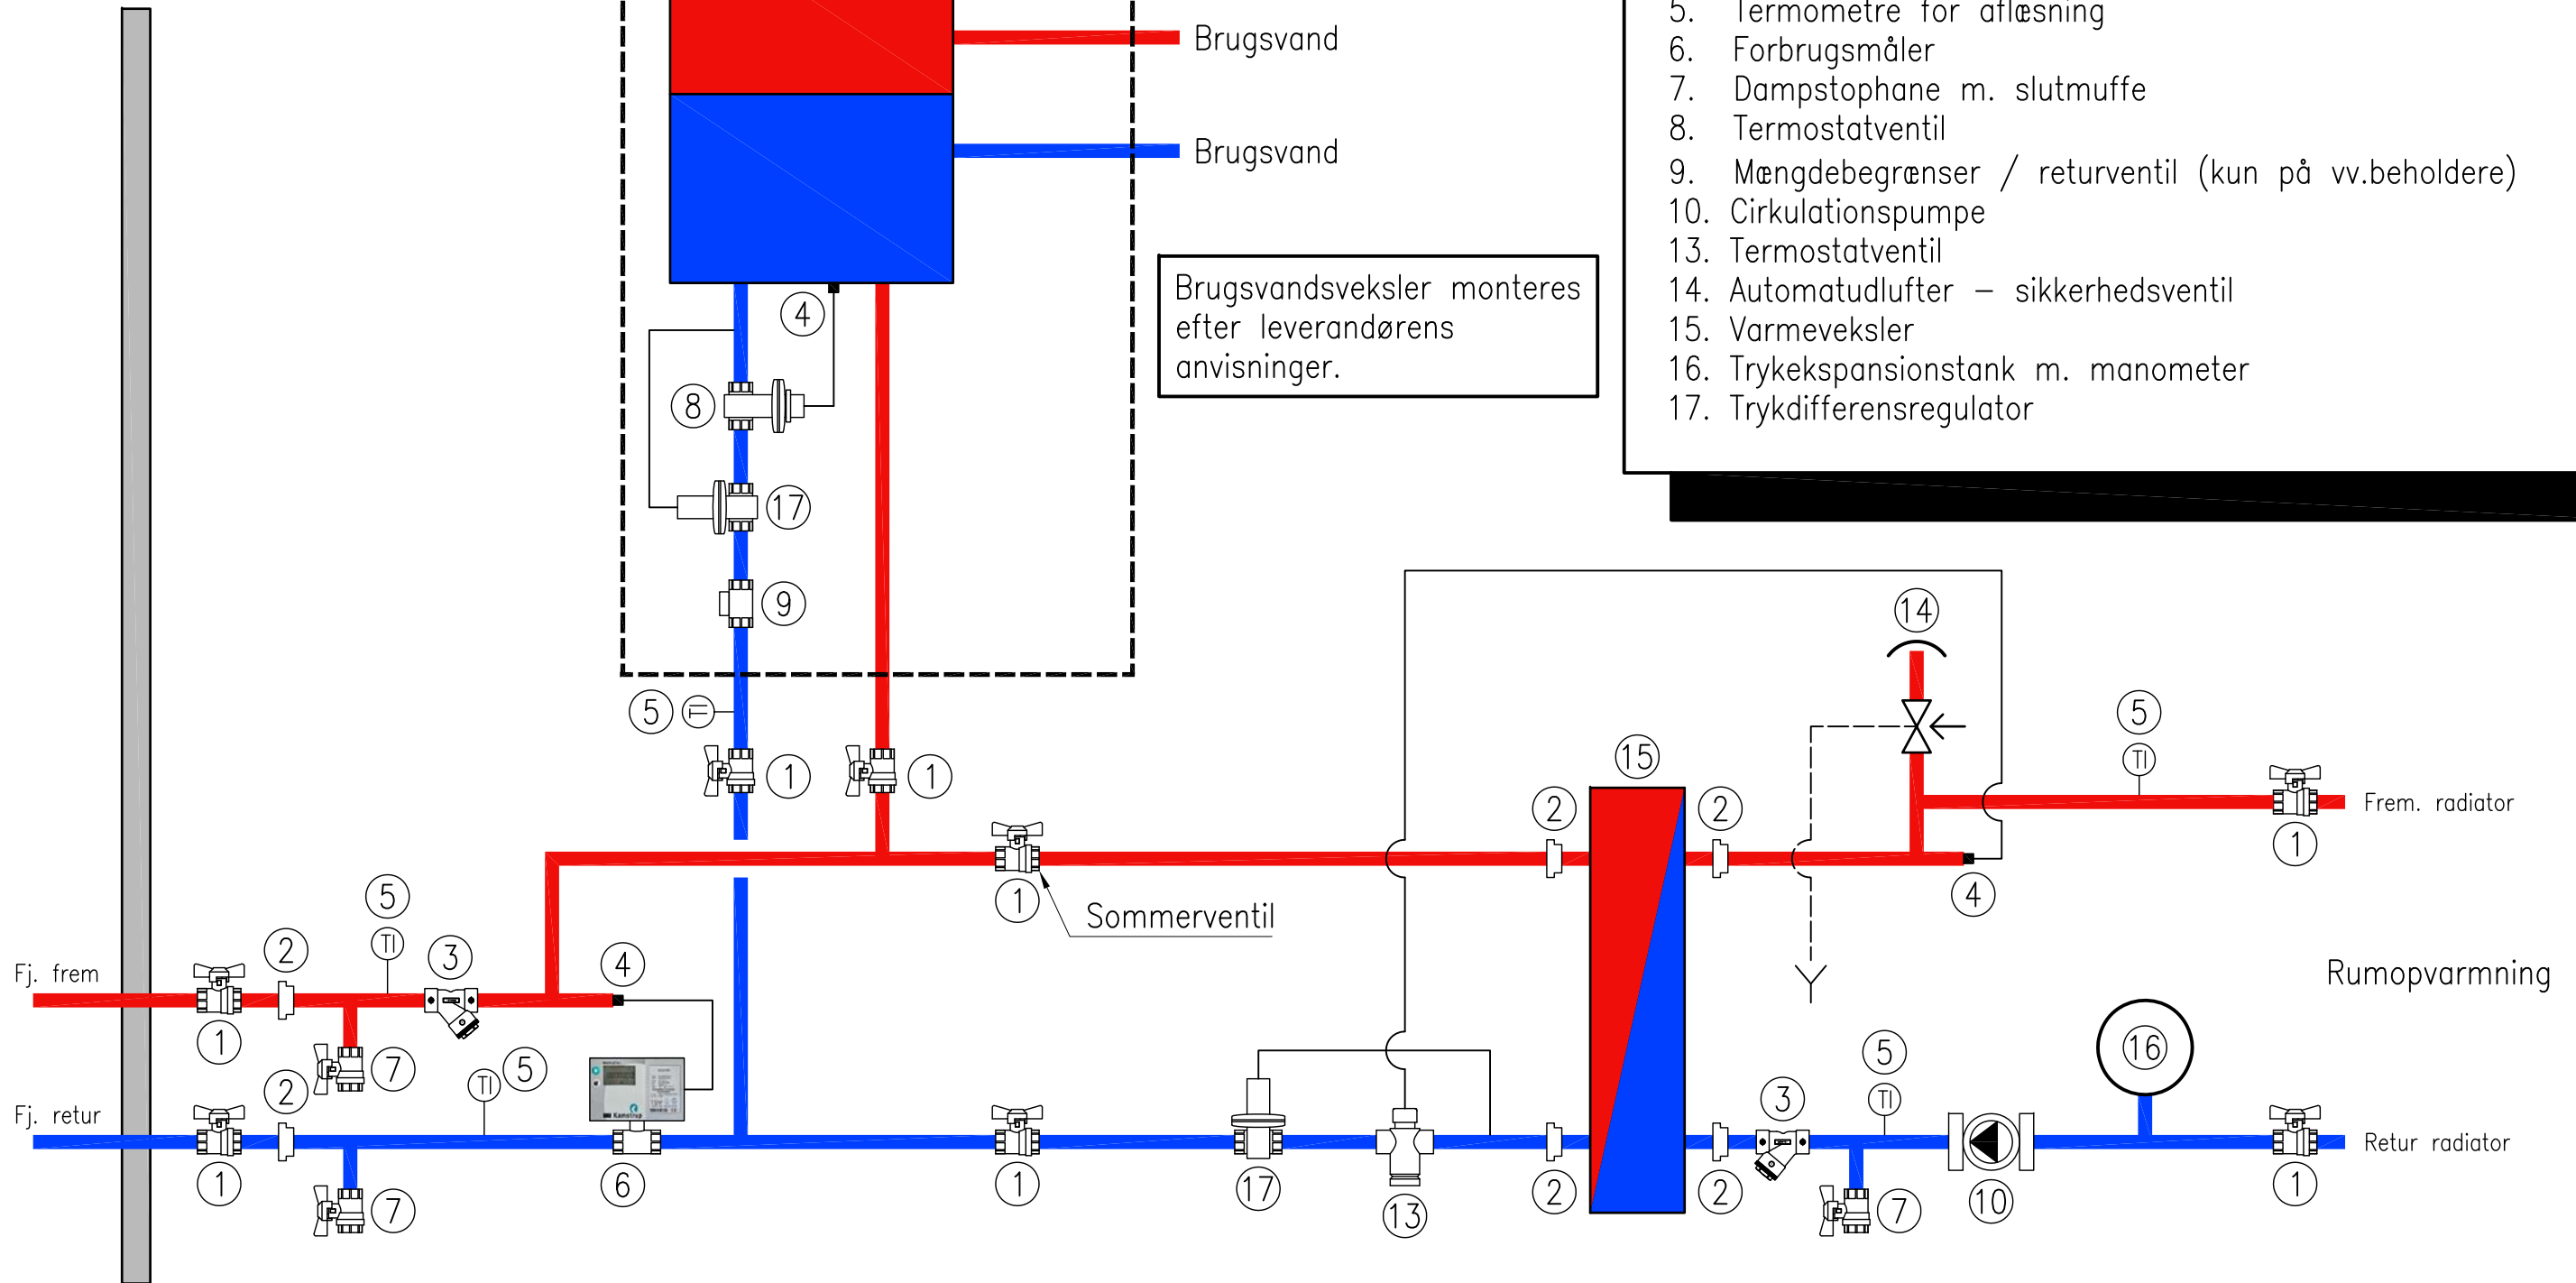 5. Termometre for aflæsning
6. Forbrugsmåler
7. Dampstophane m. slutmuffe
8. Termostatventil
9. Mængdebegrænser / returventil (kun på vv.beholdere)
10. Cirkulationspumpe
13. Termostatventil
14. Automatudlufter – sikkerhedsventil
15. Varmeveksler
16. Trykekspansionstank m. manometer
17. Trykdifferensregulator
Brugsvand
Brugsvand
Brugsvandsveksler monteres
efter leverandørens
anvisninger.
4
8
17
9
5 TI
1 1
14
5
TI
15
2 2
Frem. radiator
1
1
Sommerventil
4
5
TI
2
3
4
Fj. frem
1
7
Rumopvarmning
2
TI 5
Kamstrup
16
5
TI
3
Fj. retur
Retur radiator
1
7
6
1
17
13
2 2
7
10
1